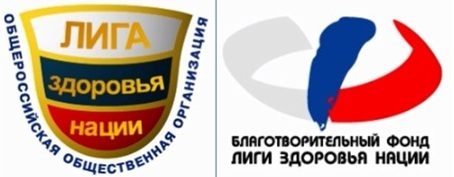 ЛИГА
здоровья
нации
ОБЩЕРОССИЙСКАЯ ОБЩЕСТВЕННАЯ ОРГАНИЗАЦИЯ
БЛАГОТВОРИТЕЛЬНЫЙ ФОНД
ЛИГИ ЗДОРОВЬЯ НАЦИИ